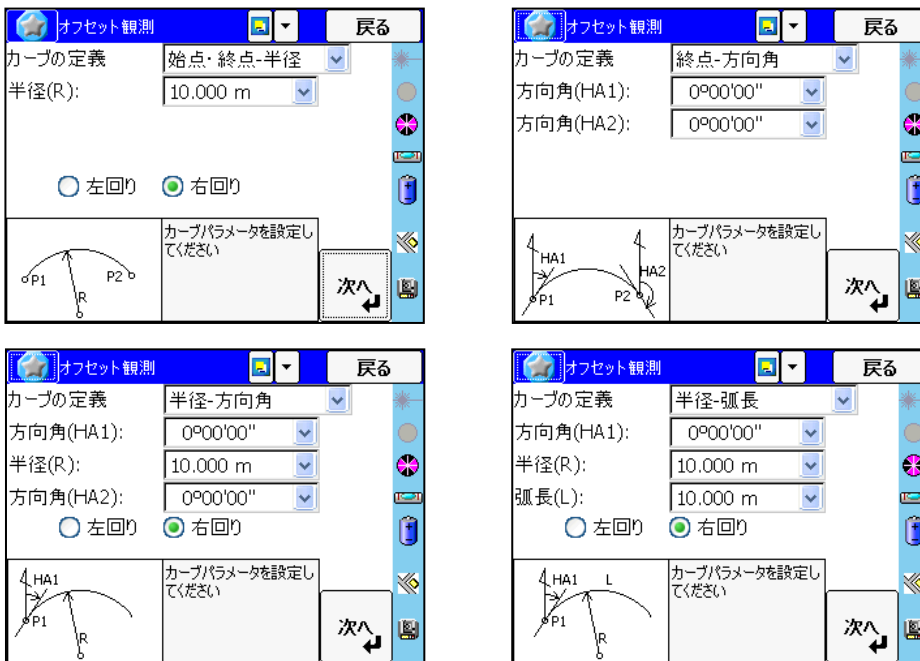 オフセット観測 戻る
カーブの定義 始点・終点-半径
半径(R): 10.000 m
左回り 右回り
カーブパラメータを設定し
てください
P1 P2
R
次へ
オフセット観測 戻る
カーブの定義 終点-方向角
方向角(HA1): 0°00'00"
方向角(HA2): 0°00'00"
カーブパラメータを設定し
てください
HA1
HA2
P1 P2
次へ
オフセット観測 戻る
カーブの定義 半径-方向角
方向角(HA1): 0°00'00"
半径(R): 10.000 m
方向角(HA2): 0°00'00"
左回り 右回り
カーブパラメータを設定し
てください
HA1
P1
R
次へ
オフセット観測 戻る
カーブの定義 半径-弧長
方向角(HA1): 0°00'00"
半径(R): 10.000 m
弧長(L): 10.000 m
左回り 右回り
カーブパラメータを設定し
てください
HA1 L
P1
R
次へ